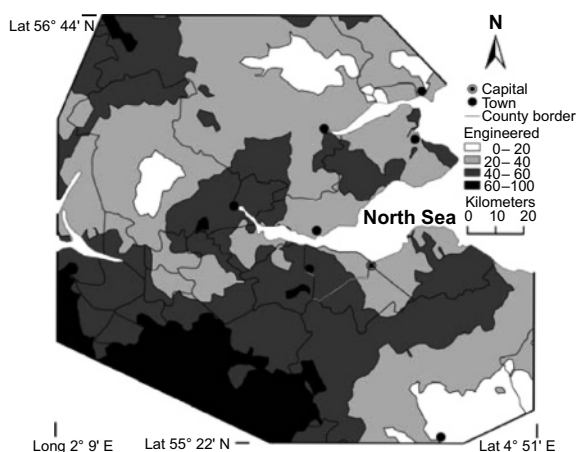 Lat 56° 44' N
N
Capital
Town
County border
Engineered
0–20
20–40
40–60
60–100
Kilometers
0 10 20
North Sea
Long 2° 9' E
Lat 55° 22' N
Lat 4° 51' E